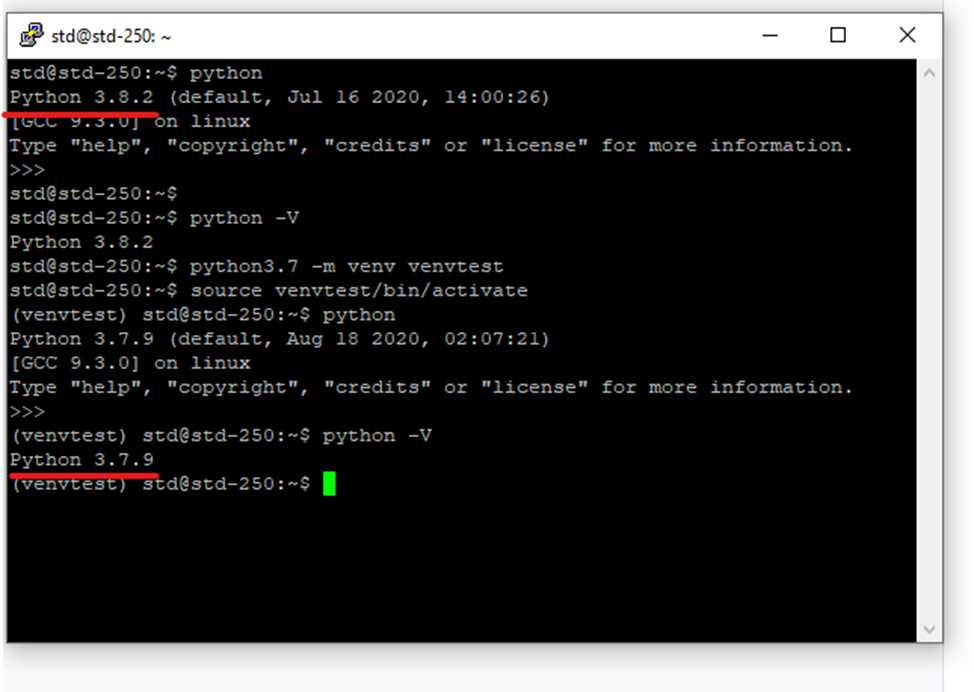 std@std-250: ~
std@std-250:~$ python
Python 3.8.2 (default, Jul 16 2020, 14:00:26)
[GCC 9.3.0] on linux
Type "help", "copyright", "credits" or "license" for more information.
>>>
std@std-250:~$
std@std-250:~$ python -V
Python 3.8.2
std@std-250:~$ python3.7 -m venv venvtest
std@std-250:~$ source venvtest/bin/activate
(venvtest) std@std-250:~$ python
Python 3.7.9 (default, Aug 18 2020, 02:07:21)
[GCC 9.3.0] on linux
Type "help", "copyright", "credits" or "license" for more information.
>>>
(venvtest) std@std-250:~$ python -V
Python 3.7.9
(venvtest) std@std-250:~$